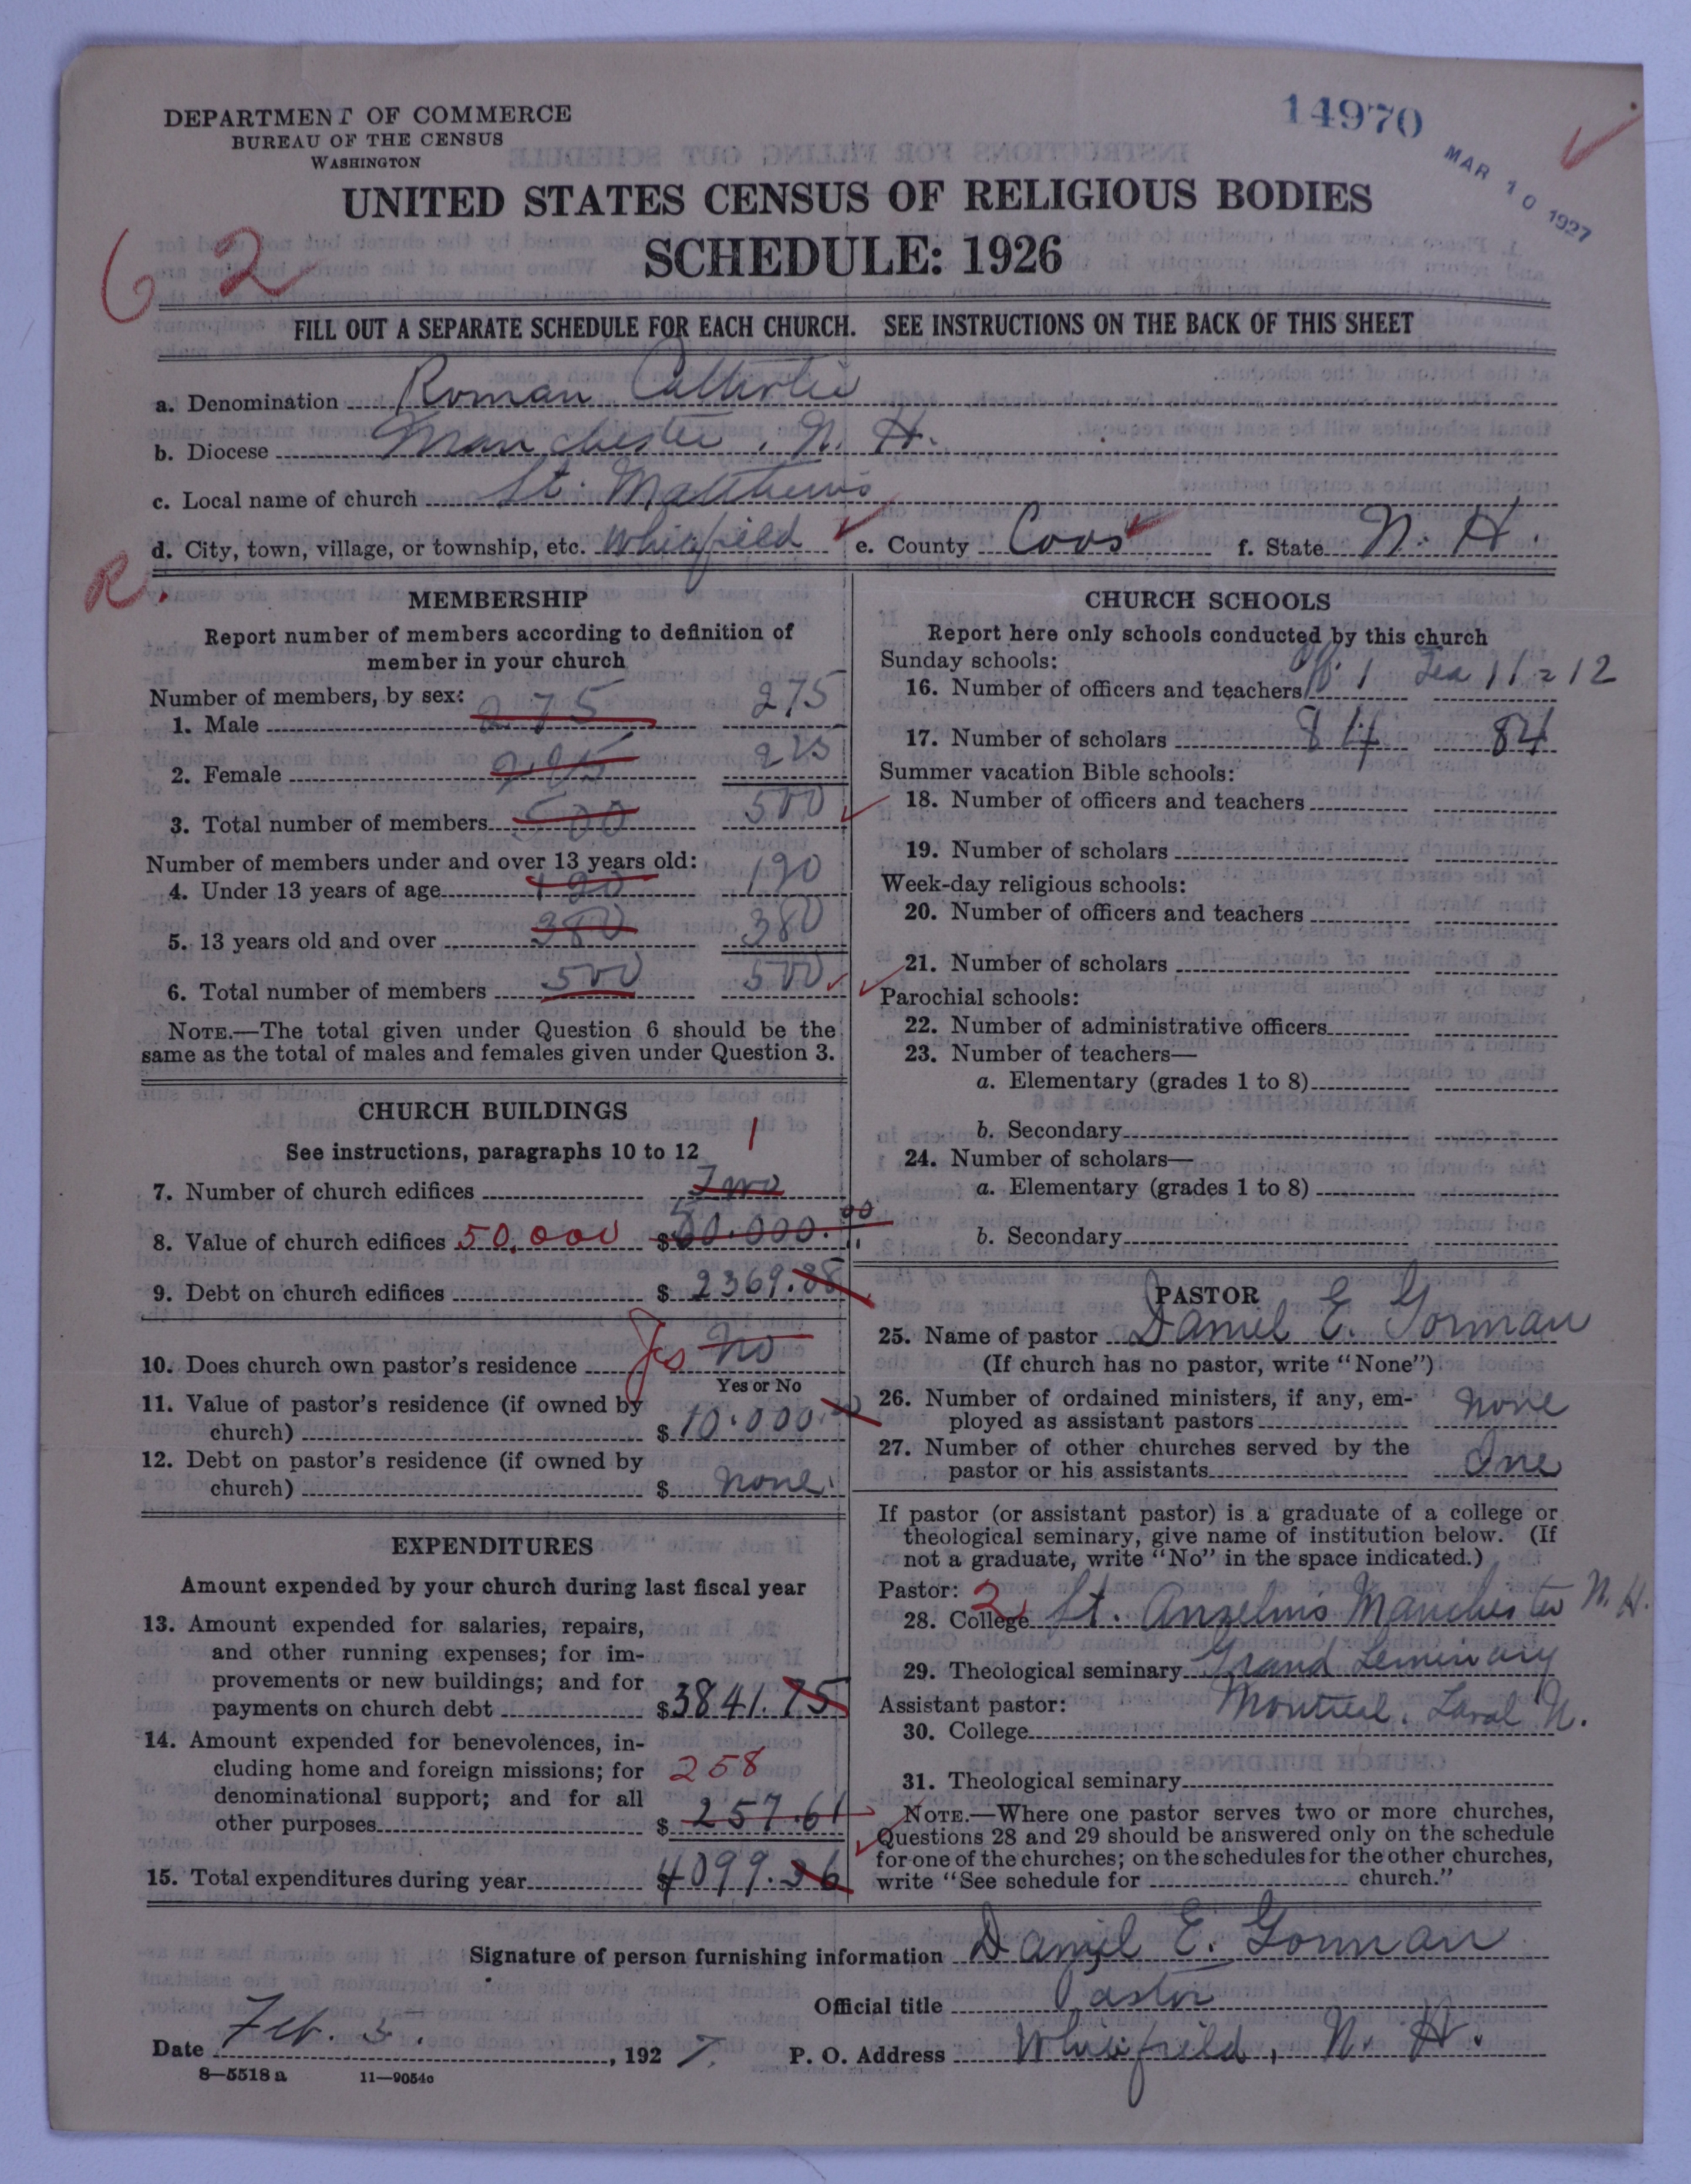 DEPARTMENT OF COMMERCE
BUREAU OF THE CENSUS
WASHINGTON
14970
MAR 10 1927
UNITED STATES CENSUS OF RELIGIOUS BODIES
SCHEDULE: 1926
62
FILL OUT A SEPARATE SCHEDULE FOR EACH CHURCH. SEE INSTRUCTIONS ON THE BACK OF THIS SHEET
a. Denomination Roman Catholic
b. Diocese Manchester, N. H.
c. Local name of church St. Matthews
d. City, town, village, or township, etc. Whitefield e. County Coos f. State N. H.
R.
MEMBERSHIP
Report number of members according to definition of
member in your church
Number of members, by sex:
1. Male 275 275
2. Female 225 225
3. Total number of members 500 500
Number of members under and over 13 years old:
4. Under 13 years of age 190 190
5. 13 years old and over 380 380
6. Total number of members 500 500
NOTE.—The total given under Question 6 should be the
same as the total of males and females given under Question 3.
CHURCH BUILDINGS
See instructions, paragraphs 10 to 12
1
7. Number of church edifices Two
8. Value of church edifices 50,000 $
9. Debt on church edifices $ 2369.
10. Does church own pastor's residence Yes No
Yes or No
11. Value of pastor's residence (if owned by
church) $ 10.000.
12. Debt on pastor's residence (if owned by
church) $ none.
EXPENDITURES
Amount expended by your church during last fiscal year
13. Amount expended for salaries, repairs,
and other running expenses; for im-
provements or new buildings; and for
payments on church debt $3841.75
14. Amount expended for benevolences, in-
cluding home and foreign missions; for 258
denominational support; and for all
other purposes $ 257.61
15. Total expenditures during year $4099.36
CHURCH SCHOOLS
Report here only schools conducted by this church
Sunday schools:
16. Number of officers and teachers Of. 1 Tea 11 = 12
17. Number of scholars 84 84
Summer vacation Bible schools:
18. Number of officers and teachers
19. Number of scholars
Week-day religious schools:
20. Number of officers and teachers
21. Number of scholars
Parochial schools:
22. Number of administrative officers
23. Number of teachers—
a. Elementary (grades 1 to 8)
b. Secondary
24. Number of scholars—
a. Elementary (grades 1 to 8)
b. Secondary
PASTOR
25. Name of pastor Daniel E. Gorman
(If church has no pastor, write "None")
26. Number of ordained ministers, if any, em-
ployed as assistant pastors none
27. Number of other churches served by the
pastor or his assistants One
If pastor (or assistant pastor) is a graduate of a college or
theological seminary, give name of institution below. (If
not a graduate, write "No" in the space indicated.)
Pastor: 2
28. College St. Anselms Manchester N. H.
29. Theological seminary Grand Seminary
Assistant pastor: Montreal. Laval U.
30. College
31. Theological seminary
NOTE.—Where one pastor serves two or more churches,
Questions 28 and 29 should be answered only on the schedule
for one of the churches; on the schedules for the other churches,
write "See schedule for church."
Signature of person furnishing information Daniel E. Gorman
Official title Pastor
Date Feb. 5., 1927. P. O. Address Whitefield, N. H.
8—5518a 11—9054c